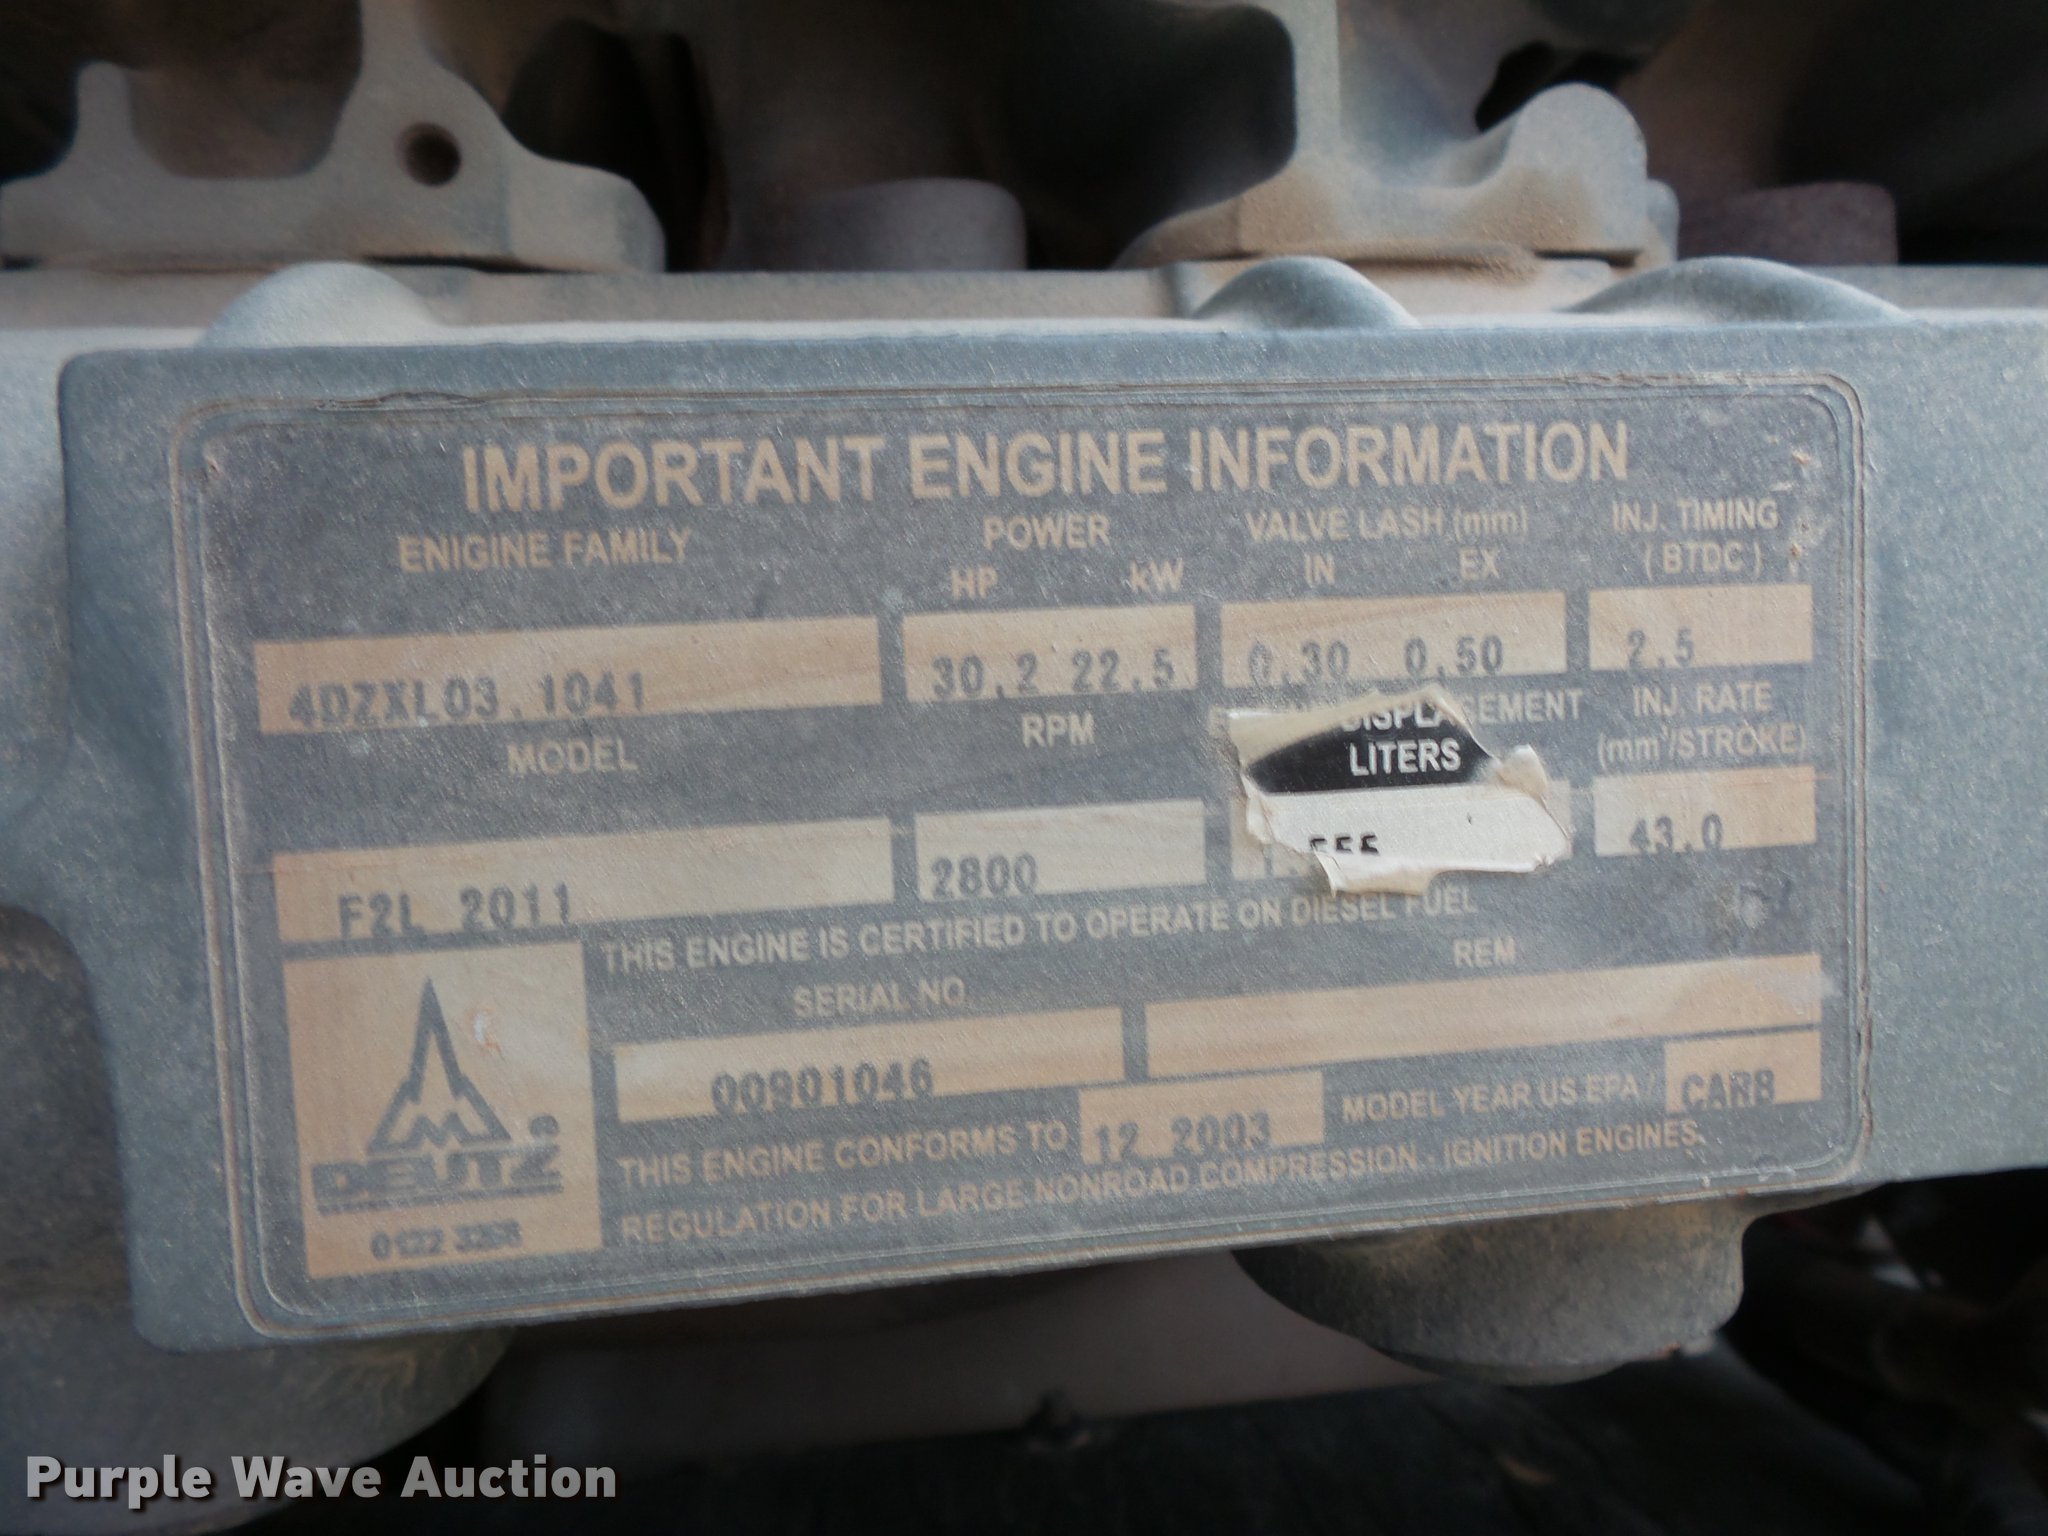 IMPORTANT ENGINE INFORMATION
ENIGINE FAMILY POWER VALVE LASH (mm) INJ. TIMING
HP kW IN EX (BTDC)
4DZXL03.1041 30,2 22,5 0,30 0,50 2,5
MODEL RPM DISPLACEMENT LITERS INJ. RATE (mm³/STROKE)
F2L 2011 2800 43.0
THIS ENGINE IS CERTIFIED TO OPERATE ON DIESEL FUEL
SERIAL NO. REM
00901046
THIS ENGINE CONFORMS TO 12 2003 MODEL YEAR US EPA / CARB
REGULATION FOR LARGE NONROAD COMPRESSION - IGNITION ENGINES.
DEUTZ
0122
Purple Wave Auction